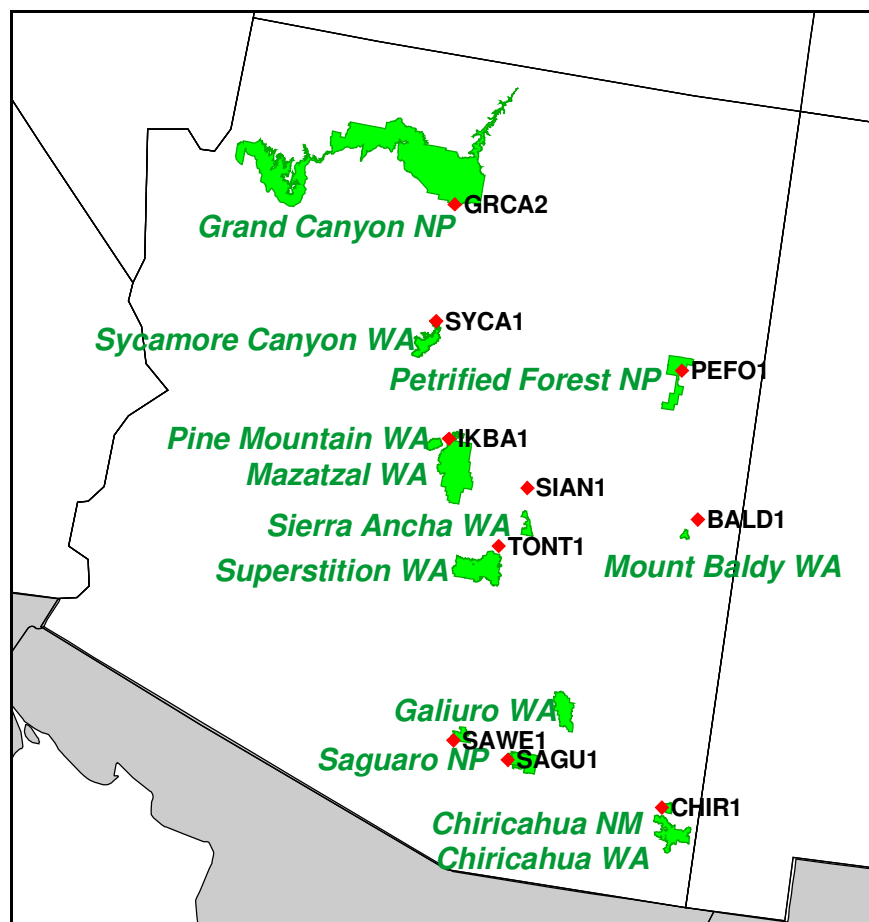 GRCA2
Grand Canyon NP
SYCA1
Sycamore Canyon WA
PEFO1
Petrified Forest NP
Pine Mountain WA
IKBA1
Mazatzal WA
SIAN1
Sierra Ancha WA
BALD1
TONT1
Superstition WA
Mount Baldy WA
Galiuro WA
SAWE1
Saguaro NP
SAGU1
CHIR1
Chiricahua NM
Chiricahua WA